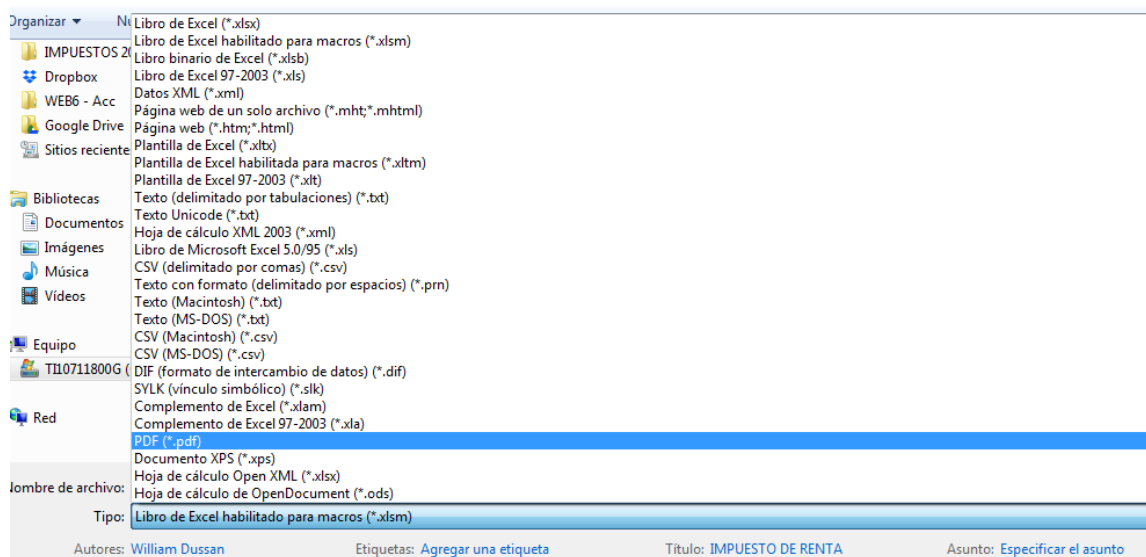 Organizar
Libro de Excel (*.xlsx)
Libro de Excel habilitado para macros (*.xlsm)
Libro binario de Excel (*.xlsb)
Libro de Excel 97-2003 (*.xls)
Datos XML (*.xml)
Página web de un solo archivo (*.mht;*.mhtml)
Página web (*.htm;*.html)
Plantilla de Excel (*.xltx)
Plantilla de Excel habilitada para macros (*.xltm)
Plantilla de Excel 97-2003 (*.xlt)
Texto (delimitado por tabulaciones) (*.txt)
Texto Unicode (*.txt)
Hoja de cálculo XML 2003 (*.xml)
Libro de Microsoft Excel 5.0/95 (*.xls)
CSV (delimitado por comas) (*.csv)
Texto con formato (delimitado por espacios) (*.prn)
Texto (Macintosh) (*.txt)
Texto (MS-DOS) (*.txt)
CSV (Macintosh) (*.csv)
CSV (MS-DOS) (*.csv)
DIF (formato de intercambio de datos) (*.dif)
SYLK (vínculo simbólico) (*.slk)
Complemento de Excel (*.xlam)
Complemento de Excel 97-2003 (*.xla)
PDF (*.pdf)
Documento XPS (*.xps)
Hoja de cálculo Open XML (*.xlsx)
Hoja de cálculo de OpenDocument (*.ods)
IMPUESTOS 20
Dropbox
WEB6 - Acc
Google Drive
Sitios reciente
Bibliotecas
Documentos
Imágenes
Música
Vídeos
Equipo
TI10711800G (
Red
Nombre de archivo:
Tipo: Libro de Excel habilitado para macros (*.xlsm)
Autores: William Dussan Etiquetas: Agregar una etiqueta Título: IMPUESTO DE RENTA Asunto: Especificar el asunto